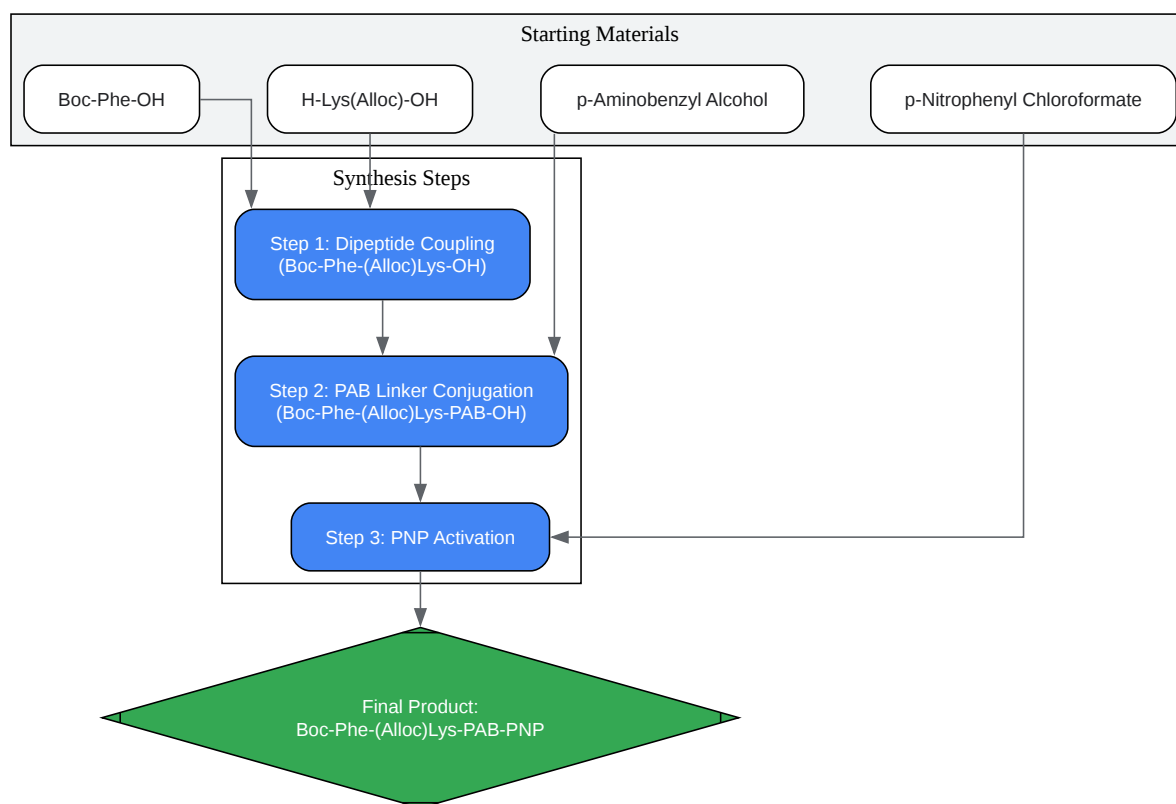 Starting Materials
Boc-Phe-OH
H-Lys(Alloc)-OH
p-Aminobenzyl Alcohol
p-Nitrophenyl Chloroformate
Synthesis Steps
Step 1: Dipeptide Coupling
(Boc-Phe-(Alloc)Lys-OH)
Step 2: PAB Linker Conjugation
(Boc-Phe-(Alloc)Lys-PAB-OH)
Step 3: PNP Activation
Final Product:
Boc-Phe-(Alloc)Lys-PAB-PNP